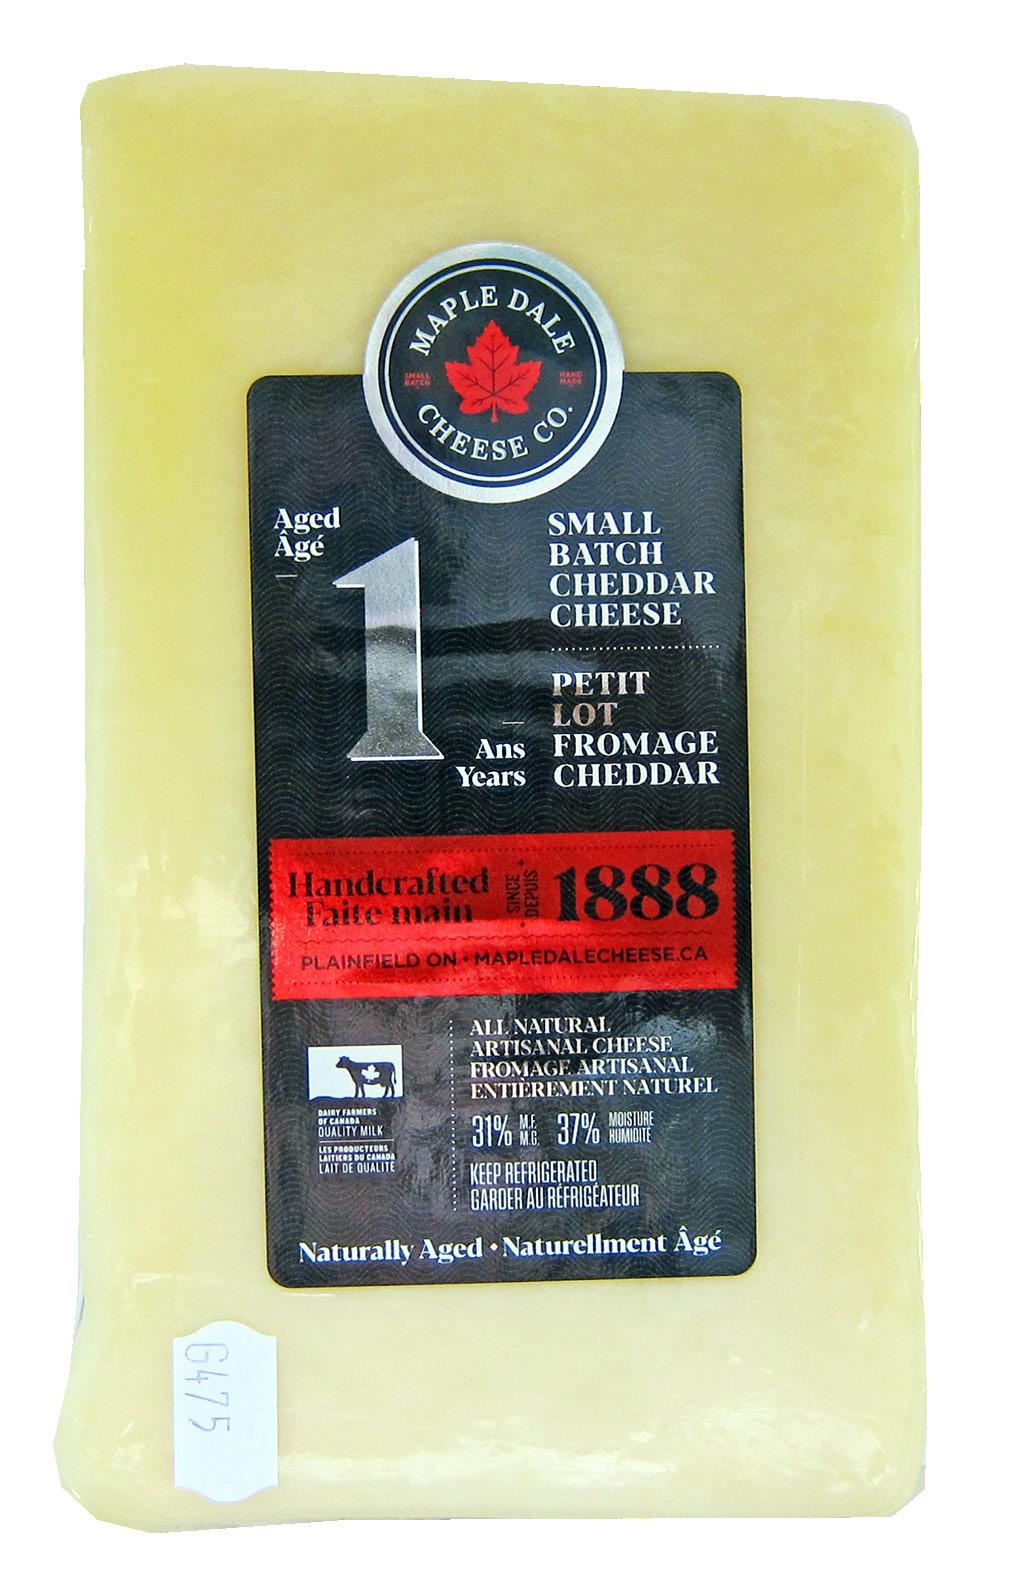 MAPLE DALE
SMALL BATCH
HAND MADE
CHEESE CO.
Aged
Âgé
1
Ans
Years
SMALL
BATCH
CHEDDAR
CHEESE
PETIT
LOT
FROMAGE
CHEDDAR
Handcrafted
Faite main
SINCE
DEPUIS
1888
PLAINFIELD ON • MAPLEDALECHEESE.CA
DAIRY FARMERS
OF CANADA
QUALITY MILK
LES PRODUCTEURS
LAITIERS DU CANADA
LAIT DE QUALITÉ
ALL NATURAL
ARTISANAL CHEESE
FROMAGE ARTISANAL
ENTIÈREMENT NATUREL
31% M.F. M.G. 37% MOISTURE HUMIDITÉ
KEEP REFRIGERATED
GARDER AU RÉFRIGÉATEUR
Naturally Aged • Naturellment Âgé
G475